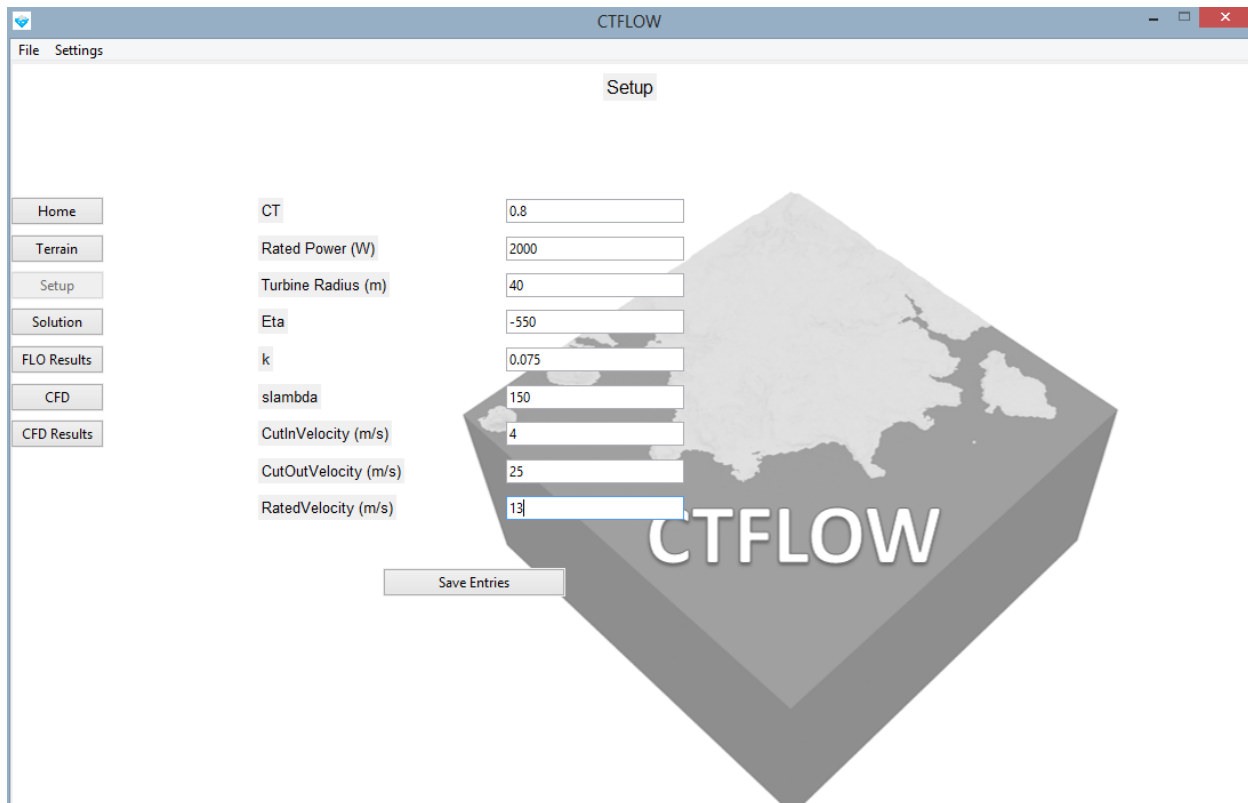 CTFLOW
File Settings
Setup
Home
Terrain
Setup
Solution
FLO Results
CFD
CFD Results
CT 0.8
Rated Power (W) 2000
Turbine Radius (m) 40
Eta -550
k 0.075
slambda 150
CutInVelocity (m/s) 4
CutOutVelocity (m/s) 25
RatedVelocity (m/s) 13
CTFLOW
Save Entries